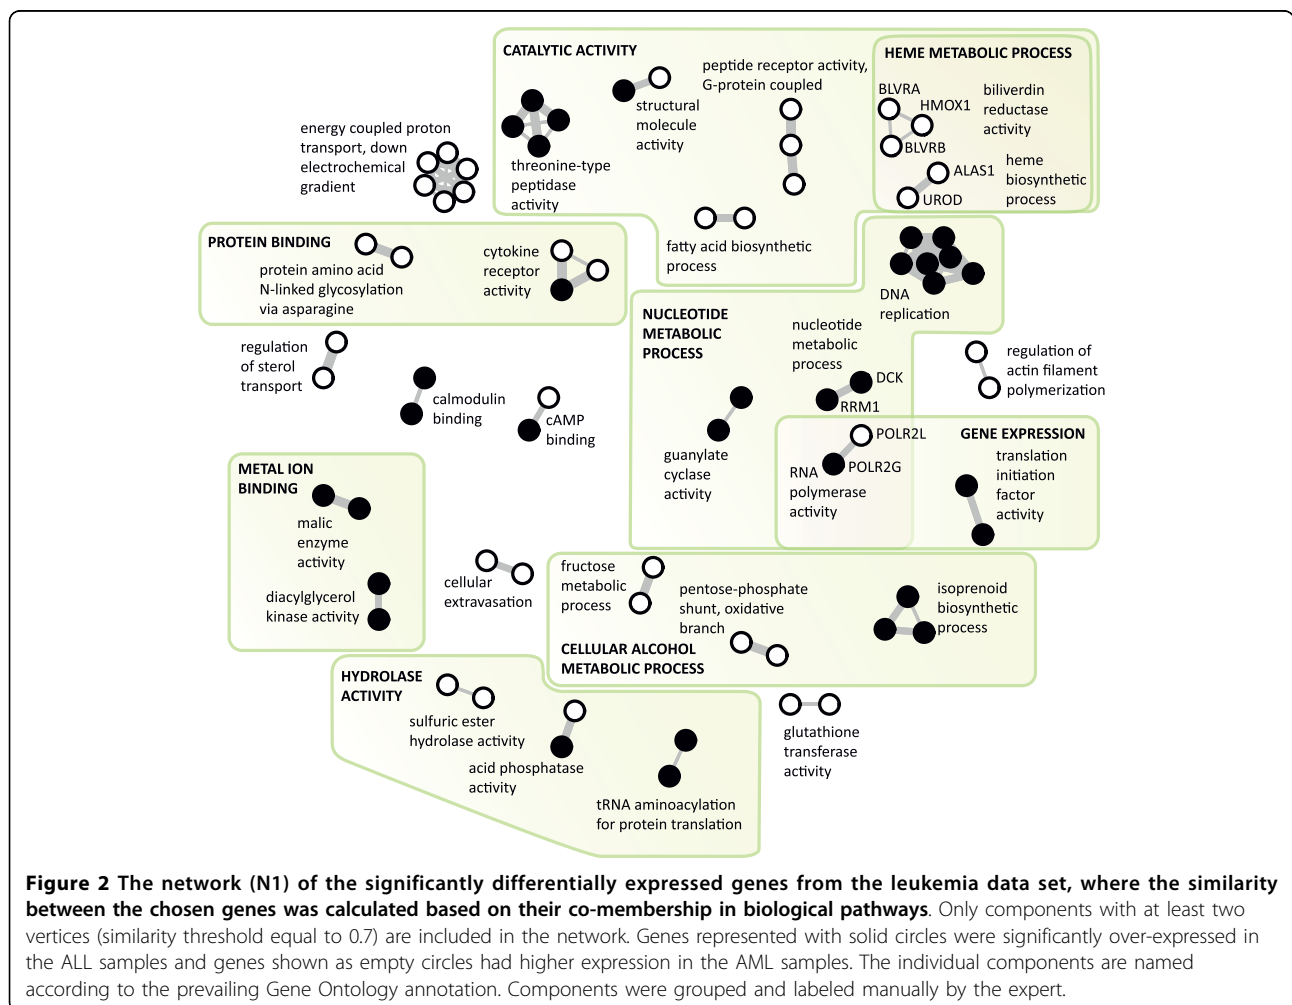 CATALYTIC ACTIVITY
HEME METABOLIC PROCESS
peptide receptor activity,
G-protein coupled
structural
molecule
activity
threonine-type
peptidase
activity
BLVRA
HMOX1
BLVRB
biliverdin
reductase
activity
ALAS1
UROD
heme
biosynthetic
process
energy coupled proton
transport, down
electrochemical
gradient
fatty acid biosynthetic
process
PROTEIN BINDING
protein amino acid
N-linked glycosylation
via asparagine
cytokine
receptor
activity
DNA
replication
NUCLEOTIDE
METABOLIC
PROCESS
nucleotide
metabolic
process
DCK
RRM1
regulation of
actin filament
polymerization
regulation
of sterol
transport
calmodulin
binding
cAMP
binding
guanylate
cyclase
activity
POLR2L
POLR2G
RNA
polymerase
activity
GENE EXPRESSION
translation
initiation
factor
activity
METAL ION
BINDING
malic
enzyme
activity
diacylglycerol
kinase activity
cellular
extravasation
fructose
metabolic
process
pentose-phosphate
shunt, oxidative
branch
isoprenoid
biosynthetic
process
CELLULAR ALCOHOL
METABOLIC PROCESS
HYDROLASE
ACTIVITY
sulfuric ester
hydrolase activity
acid phosphatase
activity
tRNA aminoacylation
for protein translation
glutathione
transferase
activity
Figure 2 The network (N1) of the significantly differentially expressed genes from the leukemia data set, where the similarity
between the chosen genes was calculated based on their co-membership in biological pathways. Only components with at least two
vertices (similarity threshold equal to 0.7) are included in the network. Genes represented with solid circles were significantly over-expressed in
the ALL samples and genes shown as empty circles had higher expression in the AML samples. The individual components are named
according to the prevailing Gene Ontology annotation. Components were grouped and labeled manually by the expert.